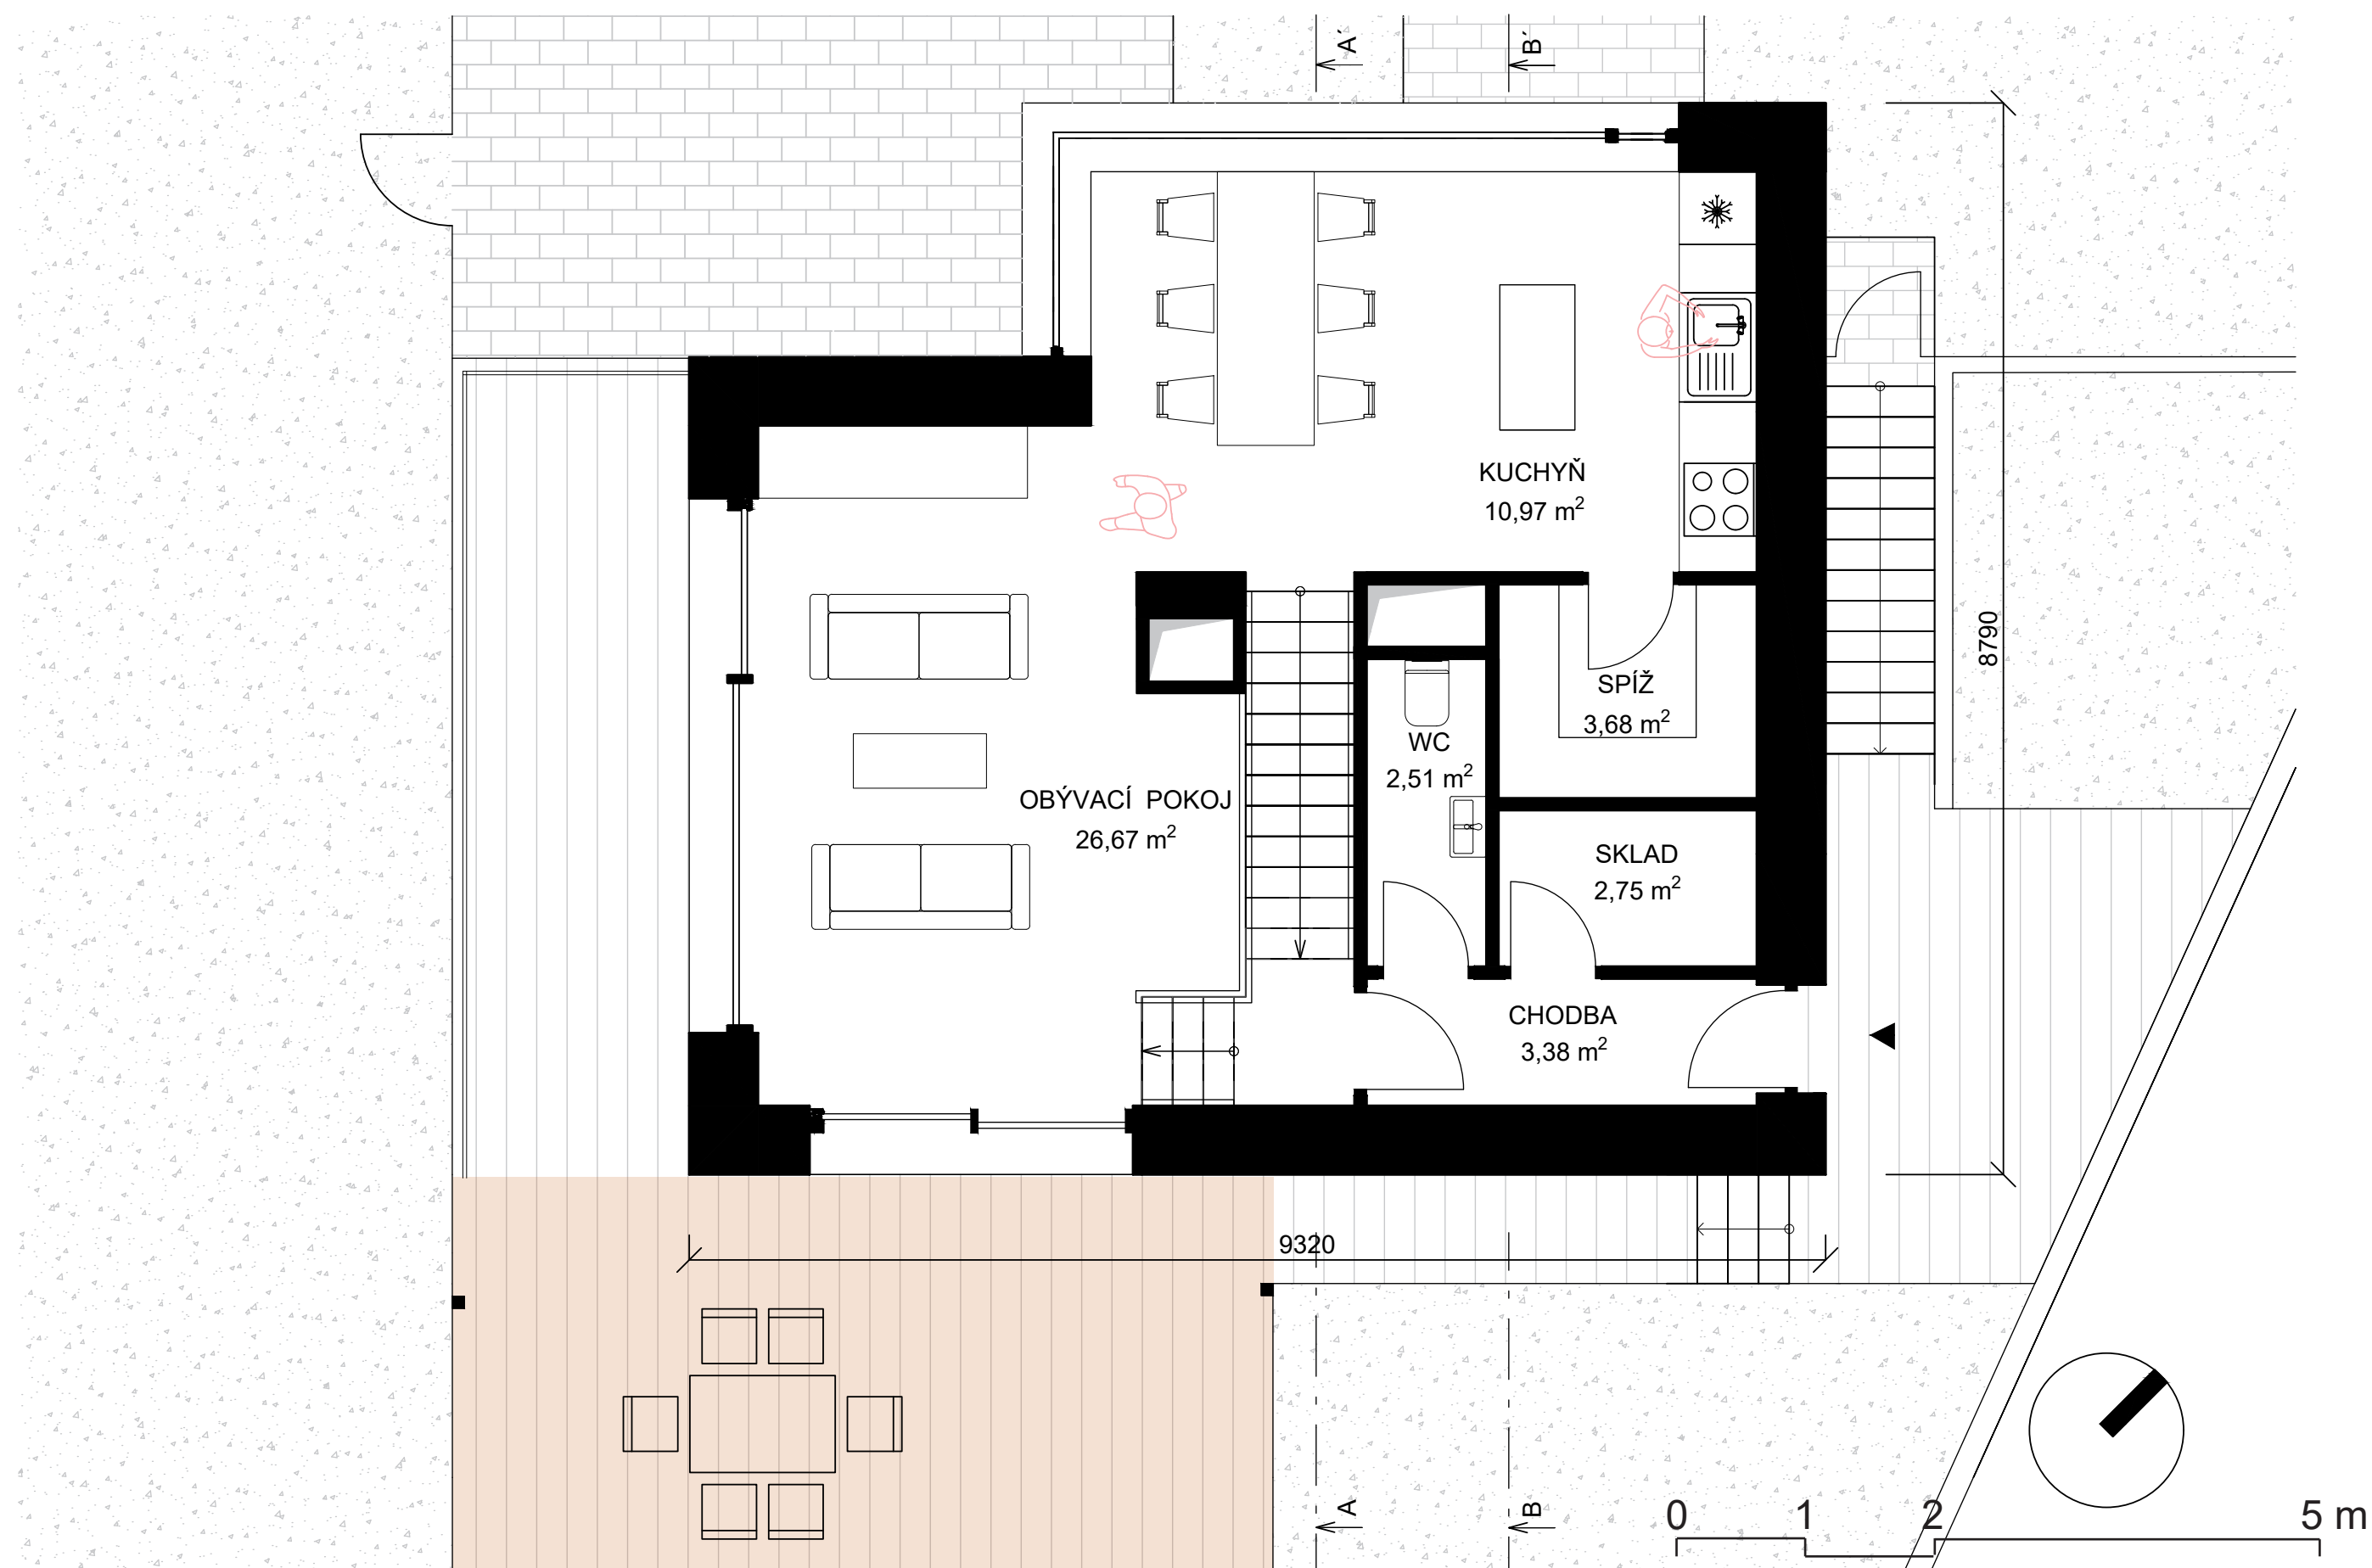 A´
B´
KUCHYŇ
10,97 m²
8790
SPÍŽ
3,68 m²
WC
2,51 m²
OBÝVACÍ POKOJ
26,67 m²
SKLAD
2,75 m²
CHODBA
3,38 m²
9320
A
B
0 1 2 5 m